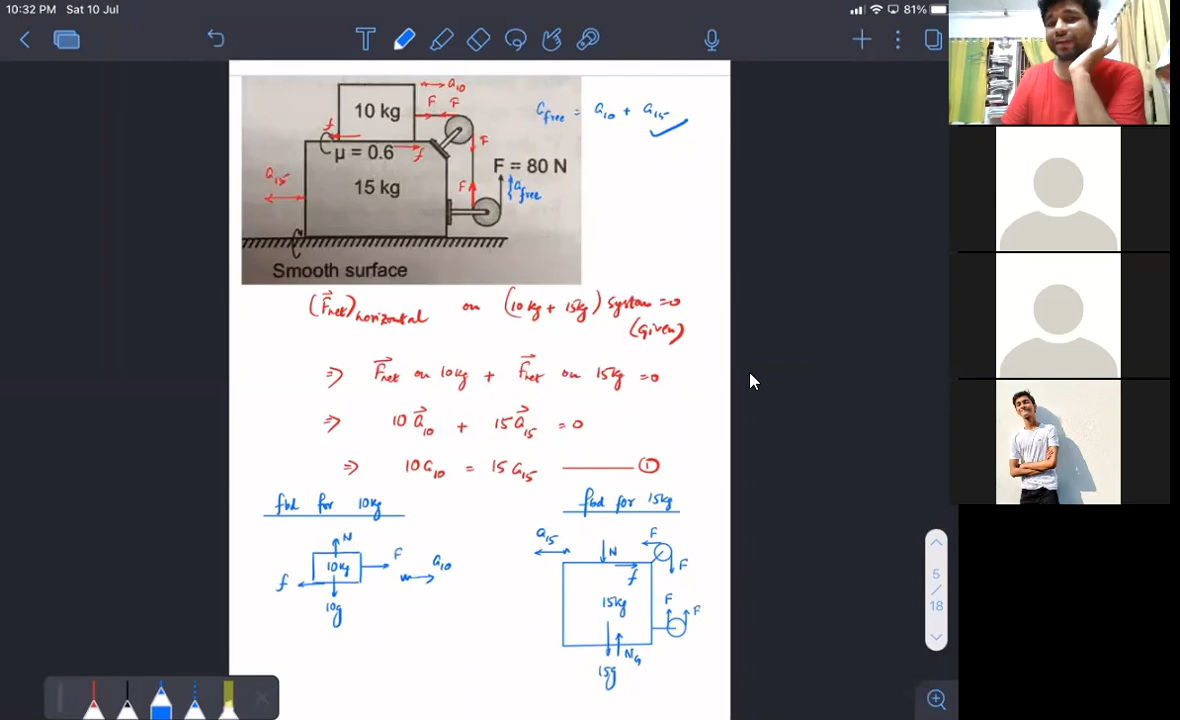 10:32 PM Sat 10 Jul
81%
T
a10
F F
10 kg
f
F
μ = 0.6
f
F = 80 N
a15
15 kg
F
afree
Smooth surface
afree = a10 + a15
(F⃗net)horizontal on (10kg + 15kg) system = 0
(Given)
⇒ F⃗net on 10kg + F⃗net on 15kg = 0
⇒ 10a⃗10 + 15a⃗15 = 0
⇒ 10a10 = 15a15 ——— ①
fbd for 10kg
fbd for 15kg
N
10kg
F
a10
f
10g
a15
N
F
f
F
15kg
F
F
NG
15g
5
/
18